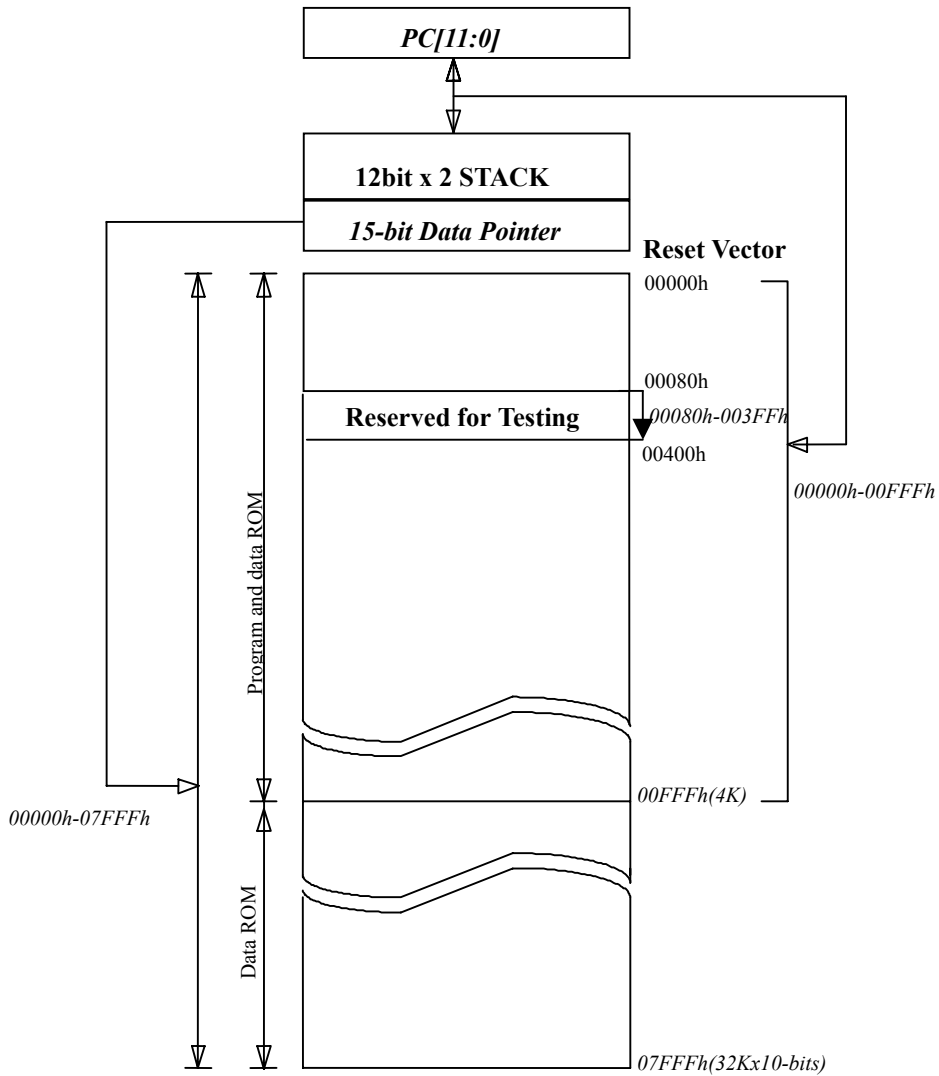 PC[11:0]
12bit x 2 STACK
15-bit Data Pointer
Reset Vector
00000h
00080h
Reserved for Testing
00080h-003FFh
00400h
00000h-00FFFh
Program and data ROM
00FFFh(4K)
00000h-07FFFh
Data ROM
07FFFh(32Kx10-bits)